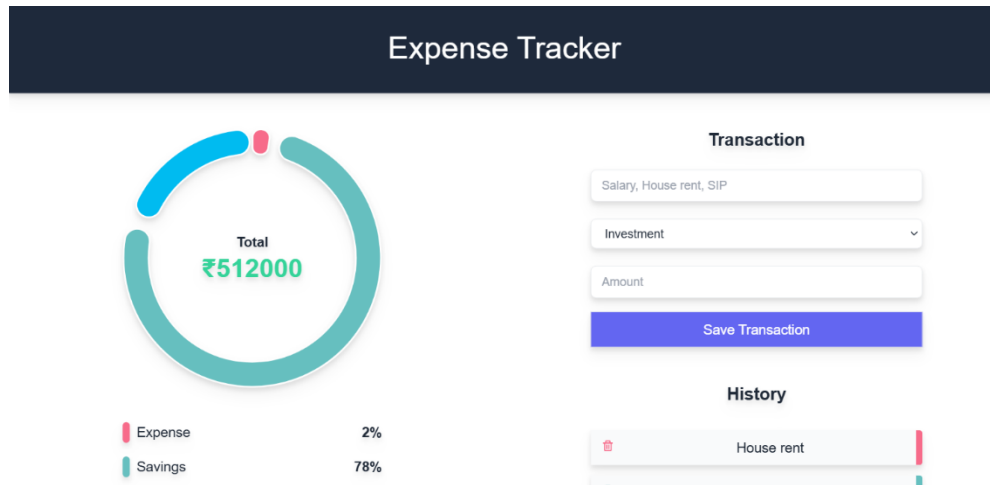 Expense Tracker
Total
₹512000
Expense 2%
Savings 78%
Transaction
Salary, House rent, SIP
Investment
Amount
Save Transaction
History
House rent